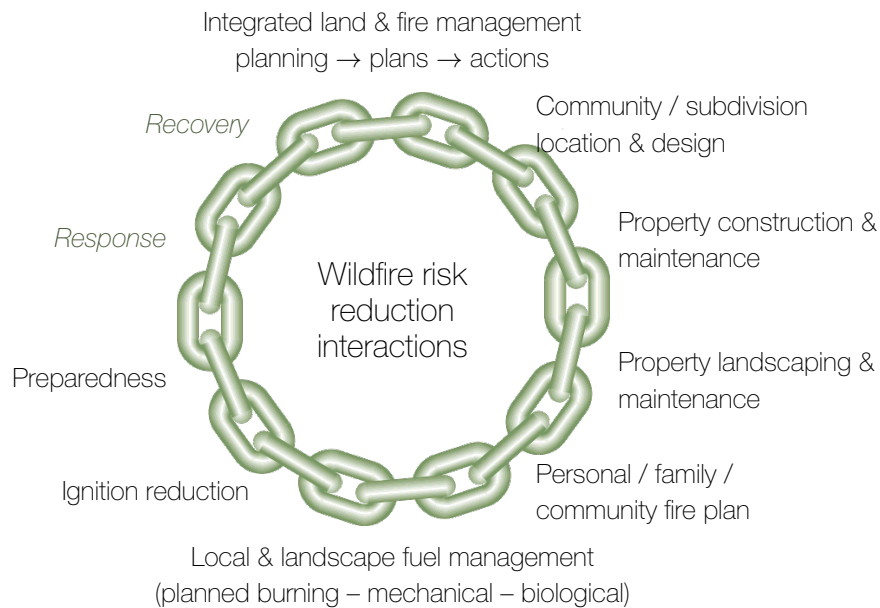 Integrated land & fire management
planning → plans → actions
Community / subdivision
location & design
Property construction &
maintenance
Property landscaping &
maintenance
Personal / family /
community fire plan
Local & landscape fuel management
(planned burning – mechanical – biological)
Ignition reduction
Preparedness
Response
Recovery
Wildfire risk
reduction
interactions